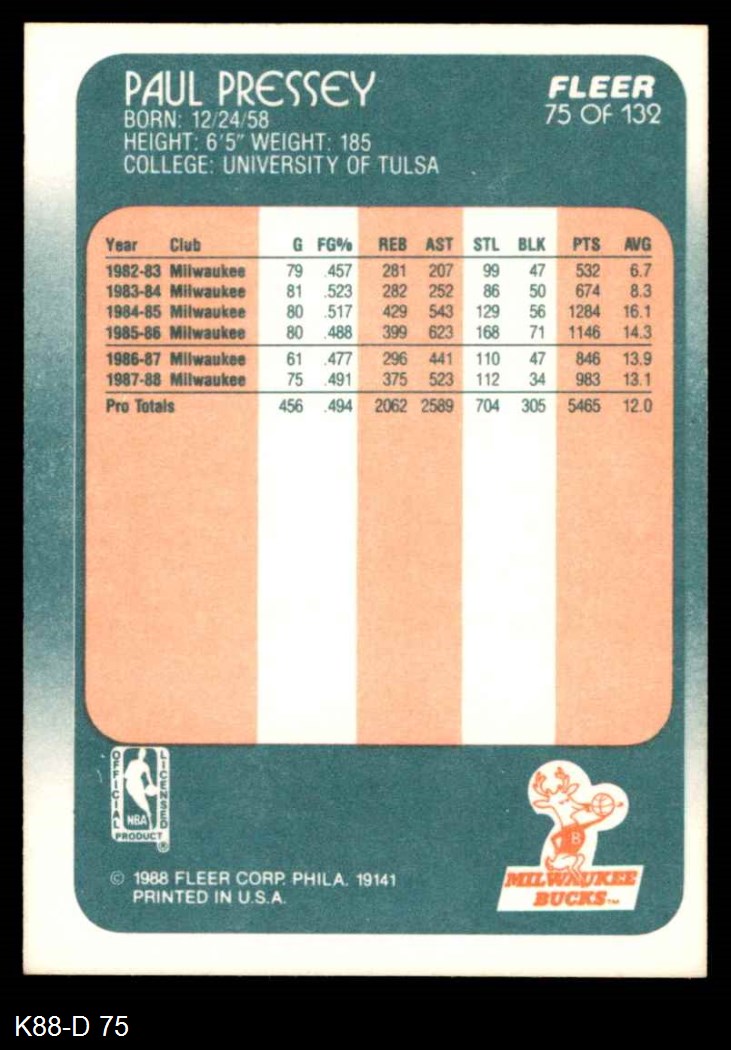 PAUL PRESSEY
BORN: 12/24/58
HEIGHT: 6'5" WEIGHT: 185
COLLEGE: UNIVERSITY OF TULSA
FLEER
75 OF 132
Year Club G FG% REB AST STL BLK PTS AVG
1982-83 Milwaukee 79 .457 281 207 99 47 532 6.7
1983-84 Milwaukee 81 .523 282 252 86 50 674 8.3
1984-85 Milwaukee 80 .517 429 543 129 56 1284 16.1
1985-86 Milwaukee 80 .488 399 623 168 71 1146 14.3
1986-87 Milwaukee 61 .477 296 441 110 47 846 13.9
1987-88 Milwaukee 75 .491 375 523 112 34 983 13.1
Pro Totals 456 .494 2062 2589 704 305 5465 12.0
OFFICIAL
LICENSED
NBA
PRODUCT
®
B
MILWAUKEE
BUCKS™
© 1988 FLEER CORP. PHILA. 19141
PRINTED IN U.S.A.
K88-D 75